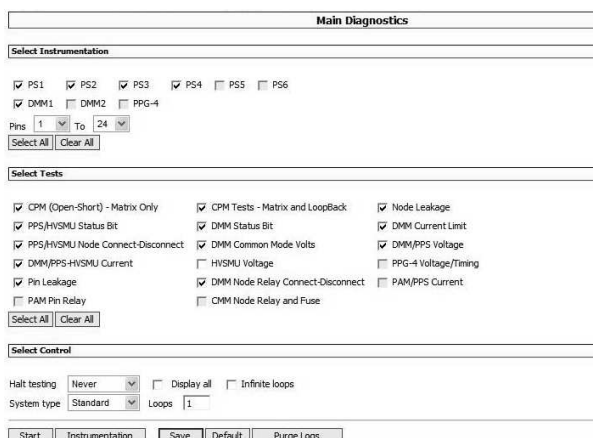 Main Diagnostics
Select Instrumentation
PS1 PS2 PS3 PS4 PS5 PS6
DMM1 DMM2 PPG-4
Pins 1 To 24
Select All Clear All
Select Tests
CPM (Open-Short) - Matrix Only CPM Tests - Matrix and LoopBack Node Leakage
PPS/HVSMU Status Bit DMM Status Bit DMM Current Limit
PPS/HVSMU Node Connect-Disconnect DMM Common Mode Volts DMM/PPS Voltage
DMM/PPS-HVSMU Current HVSMU Voltage PPG-4 Voltage/Timing
Pin Leakage DMM Node Relay Connect-Disconnect PAM/PPS Current
PAM Pin Relay CMM Node Relay and Fuse
Select All Clear All
Select Control
Halt testing Never Display all Infinite loops
System type Standard Loops 1
Start Instrumentation Save Default Purge Logs